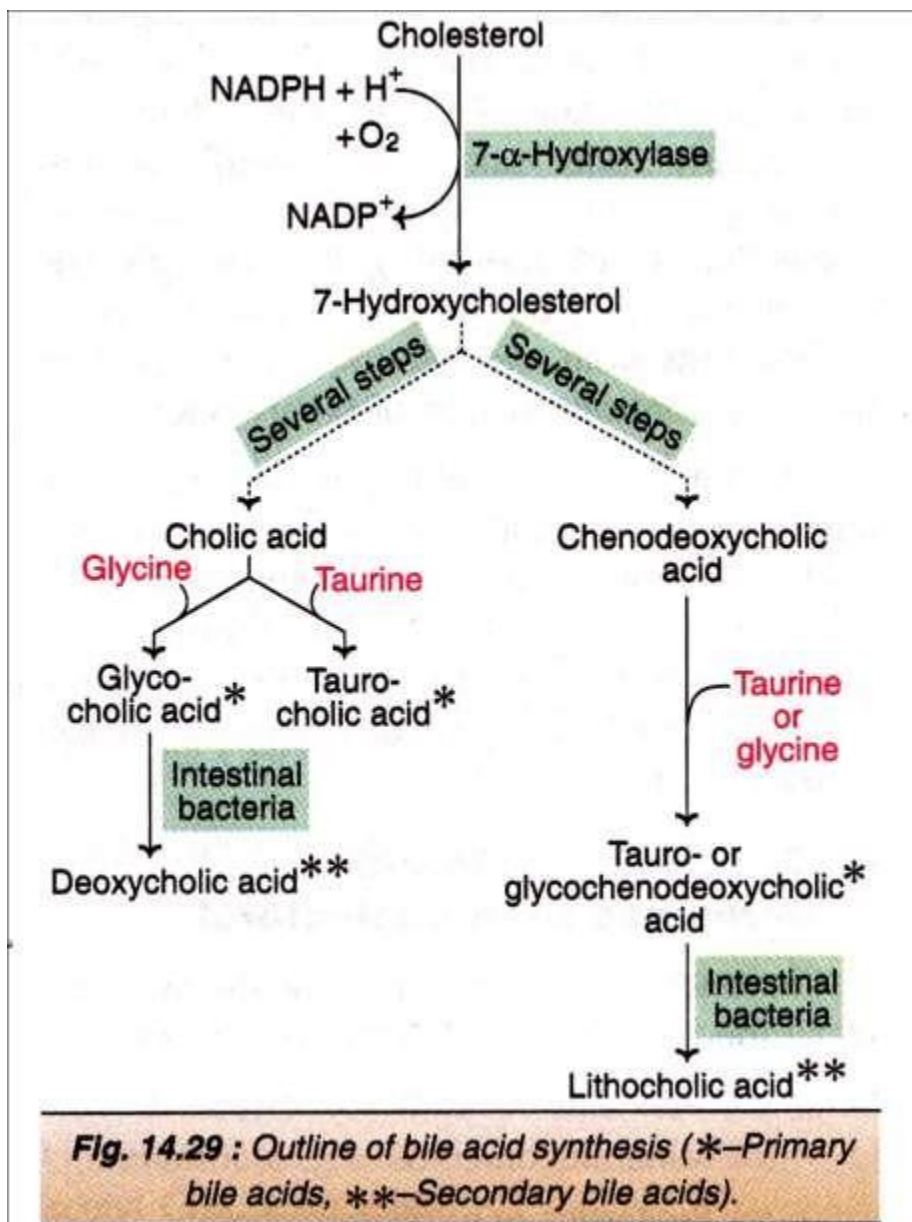 Cholesterol
NADPH + H+
+O2
7-α-Hydroxylase
NADP+
7-Hydroxycholesterol
Several steps
Several steps
Cholic acid
Chenodeoxycholic
acid
Glycine
Taurine
Glyco-
cholic acid*
Tauro-
cholic acid*
Taurine
or
glycine
Intestinal
bacteria
Deoxycholic acid**
Tauro- or
glycochenodeoxycholic*
acid
Intestinal
bacteria
Lithocholic acid**
Fig. 14.29 : Outline of bile acid synthesis (*–Primary
bile acids, **–Secondary bile acids).